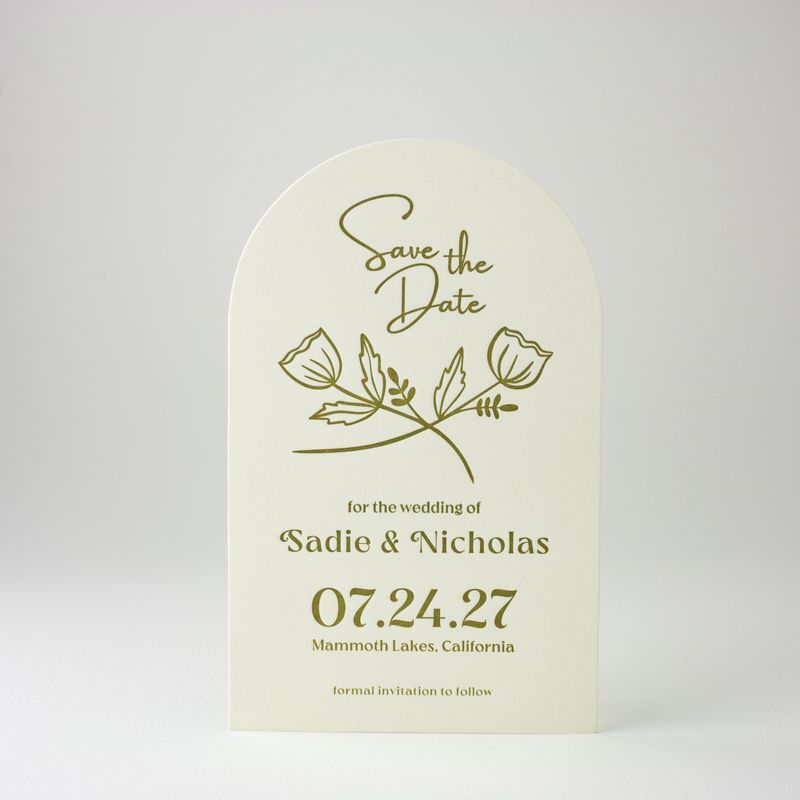 Save the
Date
for the wedding of
Sadie & Nicholas
07.24.27
Mammoth Lakes, California
formal invitation to follow